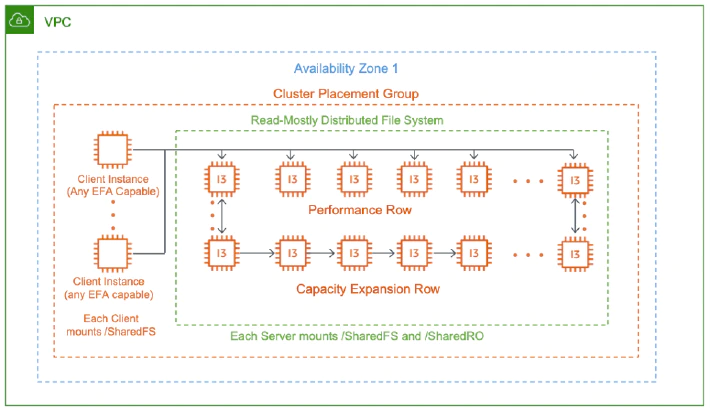 VPC
Availability Zone 1
Cluster Placement Group
Read-Mostly Distributed File System
Client Instance
(Any EFA Capable)
I3 I3 I3 I3 I3 I3
Performance Row
I3 I3 I3 I3 I3 I3
Client Instance
(any EFA capable)
Capacity Expansion Row
Each Client
mounts /SharedFS
Each Server mounts /SharedFS and /SharedRO